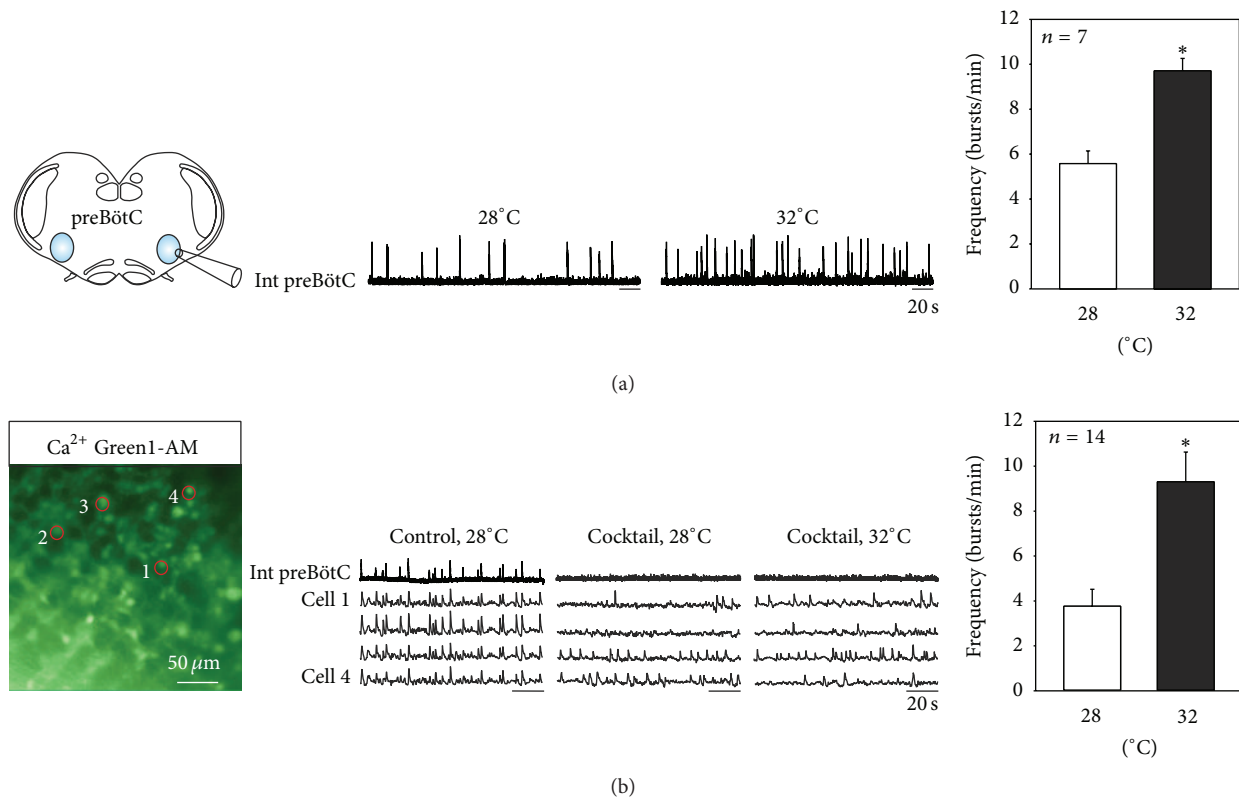 preBötC
Int preBötC
28°C
32°C
20 s
n = 7
*
12
10
8
6
4
2
0
Frequency (bursts/min)
28
32
(°C)
(a)
Ca²⁺ Green1-AM
3
4
2
1
50 μm
Control, 28°C
Cocktail, 28°C
Cocktail, 32°C
Int preBötC
Cell 1
Cell 4
20 s
n = 14
*
12
10
8
6
4
2
0
Frequency (bursts/min)
28
32
(°C)
(b)